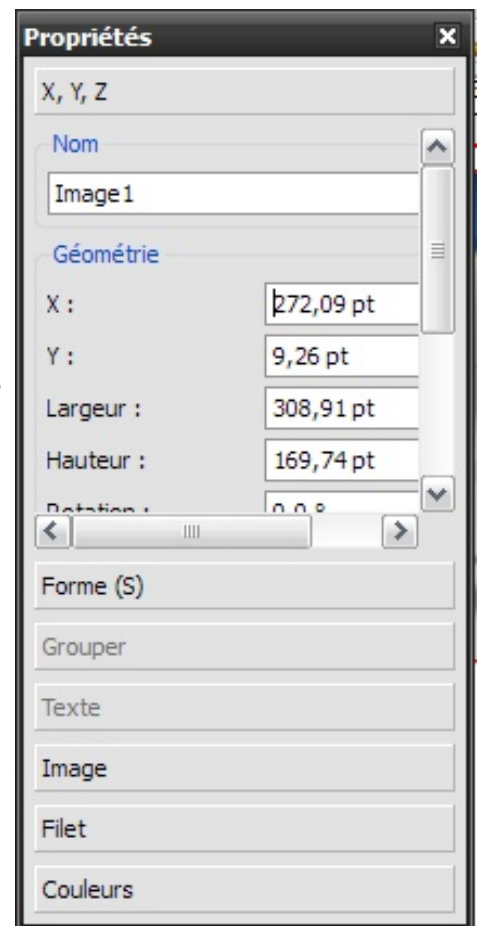 Propriétés
X, Y, Z
Nom
Image1
Géométrie
X : 272,09 pt
Y : 9,26 pt
Largeur : 308,91 pt
Hauteur : 169,74 pt
Rotation :
Forme (S)
Grouper
Texte
Image
Filet
Couleurs